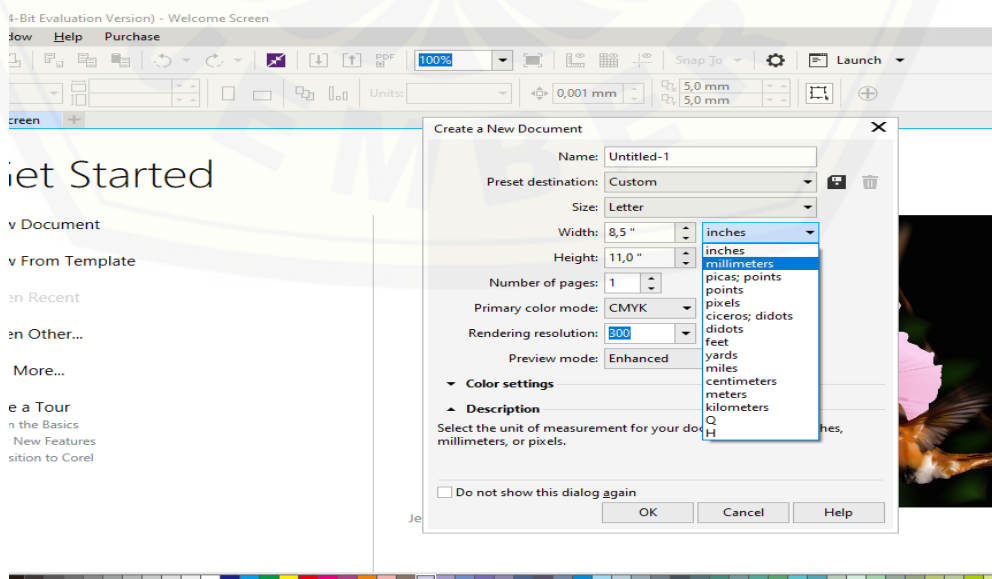 4-Bit Evaluation Version) - Welcome Screen
dow Help Purchase
PDF 100% Snap To Launch
Units: 0,001 mm 5,0 mm
5,0 mm
creen
Get Started
w Document
w From Template
en Recent
en Other...
More...
e a Tour
n the Basics
New Features
sition to Corel
Create a New Document
Name: Untitled-1
Preset destination: Custom
Size: Letter
Width: 8,5 " inches
Height: 11,0 "
Number of pages: 1
Primary color mode: CMYK
Rendering resolution: 300
Preview mode: Enhanced
inches
millimeters
picas; points
points
pixels
ciceros; didots
didots
feet
yards
miles
centimeters
meters
kilometers
Q
H
Color settings
Description
Select the unit of measurement for your doc hes,
millimeters, or pixels.
Do not show this dialog again
OK Cancel Help
Je
EMBER